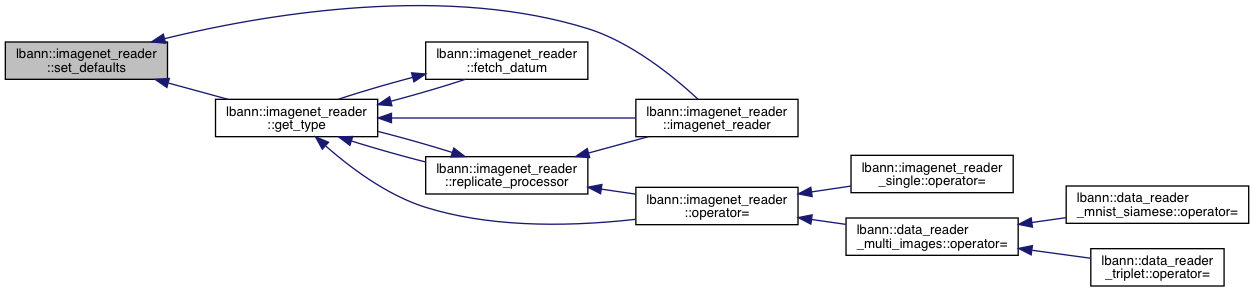 lbann::imagenet_reader
::set_defaults
lbann::imagenet_reader
::get_type
lbann::imagenet_reader
::fetch_datum
lbann::imagenet_reader
::replicate_processor
lbann::imagenet_reader
::imagenet_reader
lbann::imagenet_reader
::operator=
lbann::imagenet_reader
_single::operator=
lbann::data_reader
_multi_images::operator=
lbann::data_reader
_mnist_siamese::operator=
lbann::data_reader
_triplet::operator=